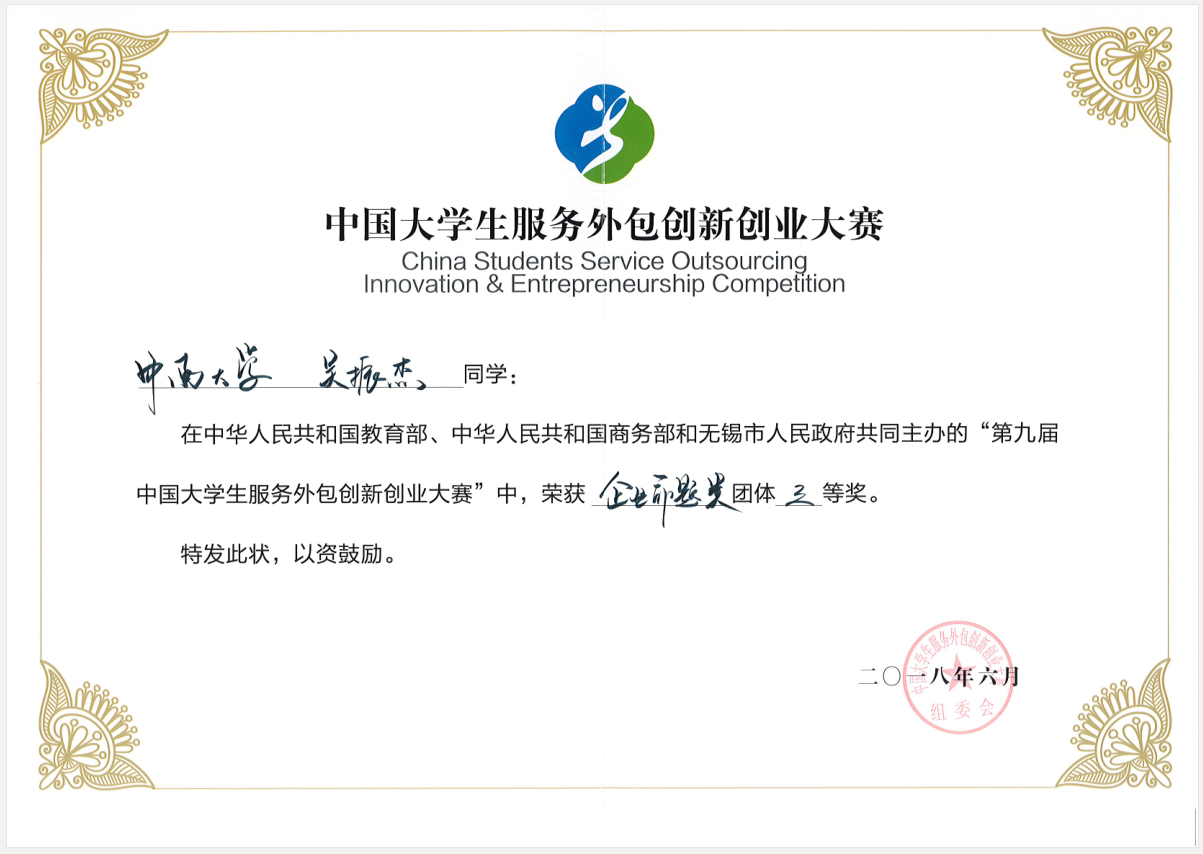 中国大学生服务外包创新创业大赛
China Students Service Outsourcing
Innovation & Entrepreneurship Competition
中南大学 吴振杰 同学：
在中华人民共和国教育部、中华人民共和国商务部和无锡市人民政府共同主办的“第九届
中国大学生服务外包创新创业大赛”中，荣获 企业命题类团体 三 等奖。
特发此状，以资鼓励。
二〇一八年六月
中国大学生服务外包创新创业大赛
组委会